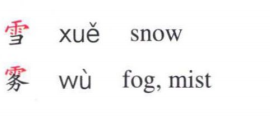 雪 xuě snow
雾 wù fog, mist